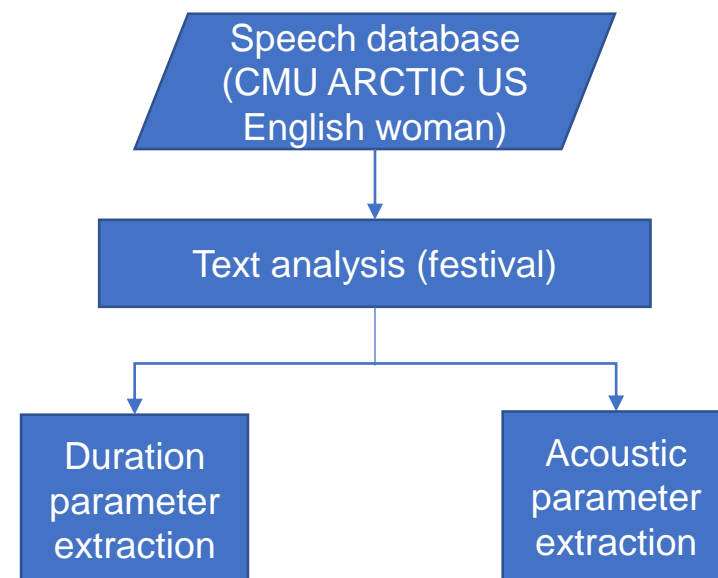 Speech database
(CMU ARCTIC US
English woman)
Text analysis (festival)
Duration
parameter
extraction
Acoustic
parameter
extraction